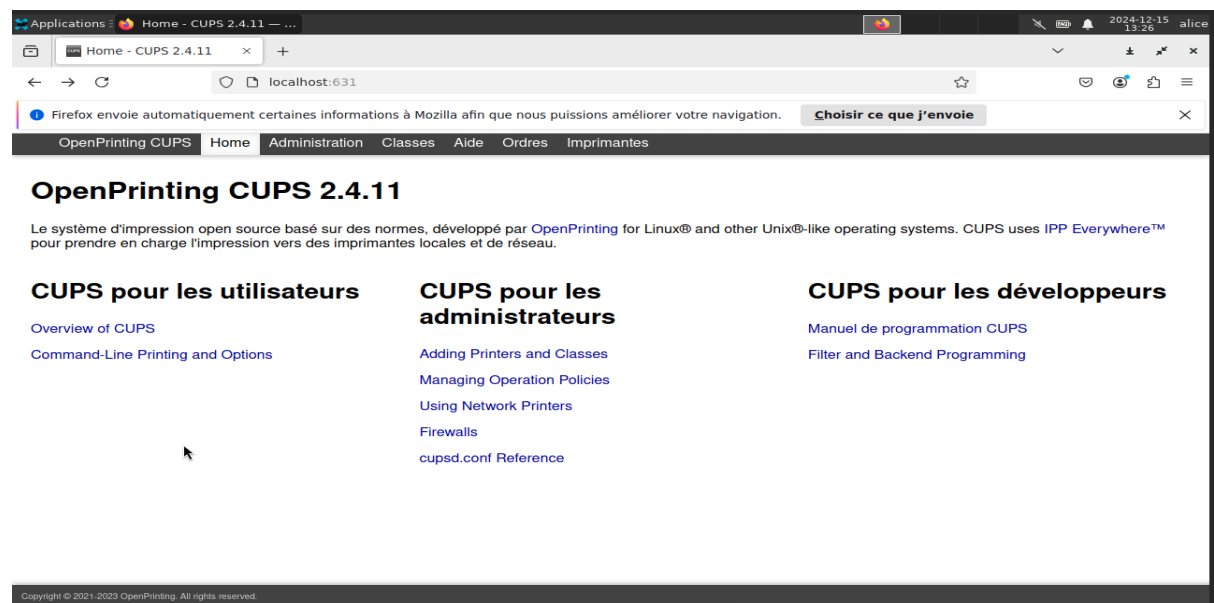 Applications
Home - CUPS 2.4.11 — ...
2024-12-15
13:26
alice
Home - CUPS 2.4.11
localhost:631
Firefox envoie automatiquement certaines informations à Mozilla afin que nous puissions améliorer votre navigation.
Choisir ce que j’envoie
OpenPrinting CUPS Home Administration Classes Aide Ordres Imprimantes
OpenPrinting CUPS 2.4.11
Le système d'impression open source basé sur des normes, développé par OpenPrinting for Linux® and other Unix®-like operating systems. CUPS uses IPP Everywhere™
pour prendre en charge l'impression vers des imprimantes locales et de réseau.
CUPS pour les utilisateurs
Overview of CUPS
Command-Line Printing and Options
CUPS pour les
administrateurs
Adding Printers and Classes
Managing Operation Policies
Using Network Printers
Firewalls
cupsd.conf Reference
CUPS pour les développeurs
Manuel de programmation CUPS
Filter and Backend Programming
Copyright © 2021-2023 OpenPrinting. All rights reserved.